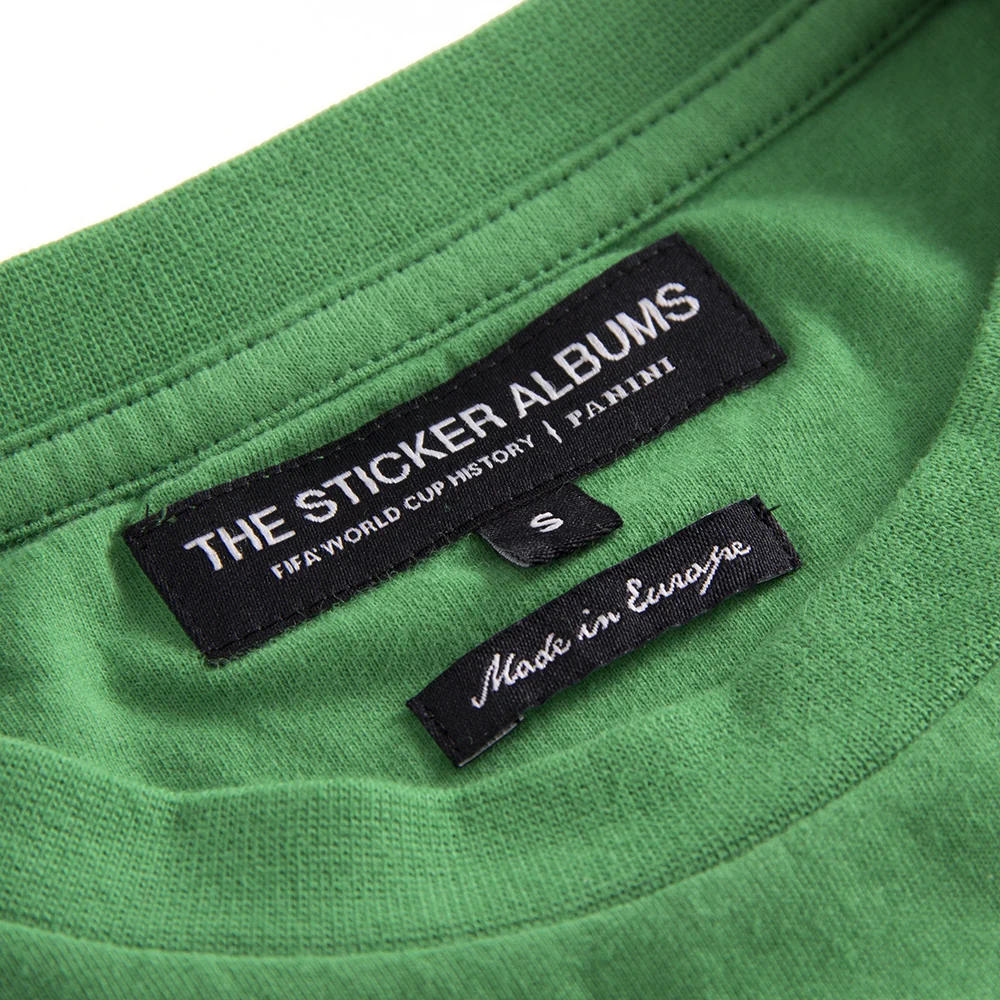 THE STICKER ALBUMS
FIFA WORLD CUP HISTORY | PANINI
S
Made in Europe